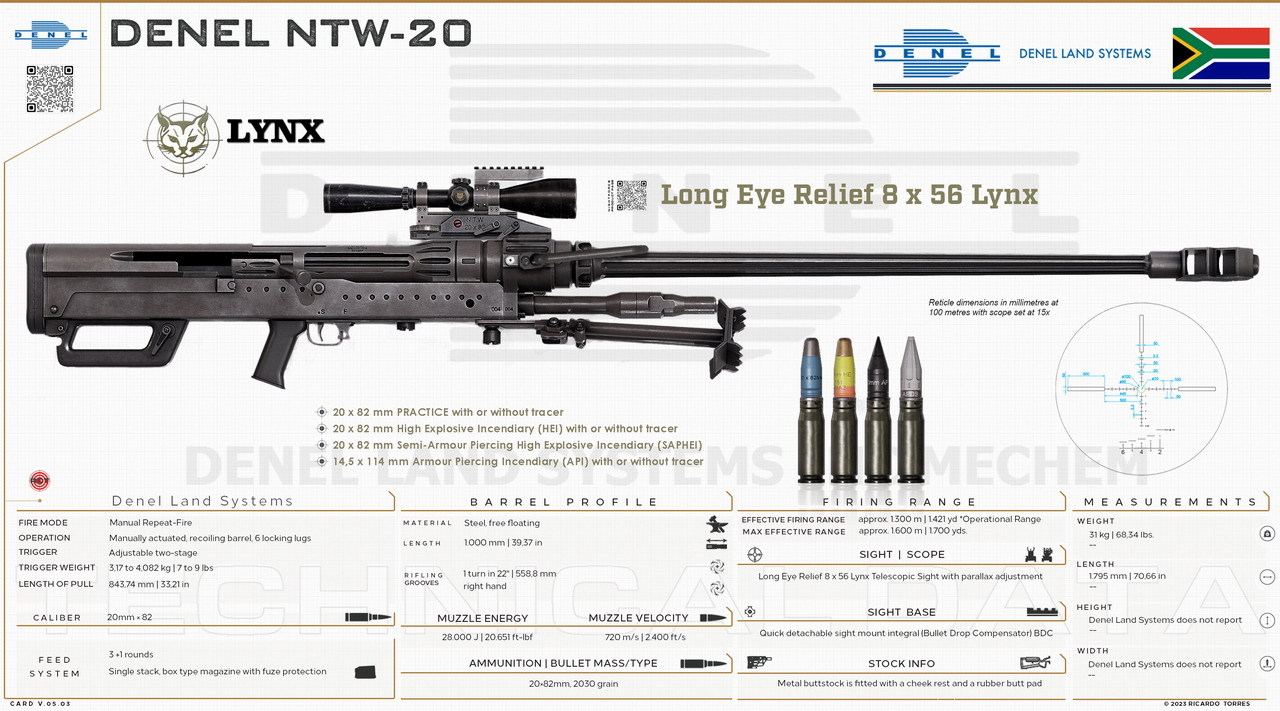 DENEL
DENEL NTW-20
DENEL
DENEL LAND SYSTEMS
LYNX
Long Eye Relief 8 x 56 Lynx
N.T.W.
DENEL
S F
004 004
Reticle dimensions in millimetres at
100 metres with scope set at 15x
6 4 2
20 x 82 mm PRACTICE with or without tracer
20 x 82 mm High Explosive Incendiary (HEI) with or without tracer
20 x 82 mm Semi-Armour Piercing High Explosive Incendiary (SAPHEI)
14,5 x 114 mm Armour Piercing Incendiary (API) with or without tracer
DENEL LAND SYSTEMS MECHEM
TECHNICAL DATA
Denel Land Systems
FIRE MODE Manual Repeat-Fire
OPERATION Manually actuated, recoiling barrel, 6 locking lugs
TRIGGER Adjustable two-stage
TRIGGER WEIGHT 3,17 to 4,082 kg | 7 to 9 lbs
LENGTH OF PULL 843,74 mm | 33,21 in
CALIBER 20mm × 82
FEED
SYSTEM
3 +1 rounds
Single stack, box type magazine with fuze protection
BARREL PROFILE
MATERIAL Steel, free floating
LENGTH 1.000 mm | 39,37 in
RIFLING
GROOVES
1 turn in 22" | 558,8 mm
right hand
MUZZLE ENERGY MUZZLE VELOCITY
28.000 J | 20.651 ft-lbf 720 m/s | 2.400 ft/s
AMMUNITION | BULLET MASS/TYPE
20×82mm, 2030 grain
FIRING RANGE
EFFECTIVE FIRING RANGE approx. 1.300 m | 1.421 yd *Operational Range
MAX EFFECTIVE RANGE approx. 1.600 m | 1.700 yds.
SIGHT | SCOPE
Long Eye Relief 8 x 56 Lynx Telescopic Sight with parallax adjustment
SIGHT BASE
Quick detachable sight mount integral (Bullet Drop Compensator) BDC
STOCK INFO
Metal buttstock is fitted with a cheek rest and a rubber butt pad
MEASUREMENTS
WEIGHT
31 kg | 68,34 lbs.
--
LENGTH
1795 mm | 70,66 in
--
HEIGHT
Denel Land Systems does not report
--
WIDTH
Denel Land Systems does not report
--
CARD V.05.03
© 2023 RICARDO TORRES